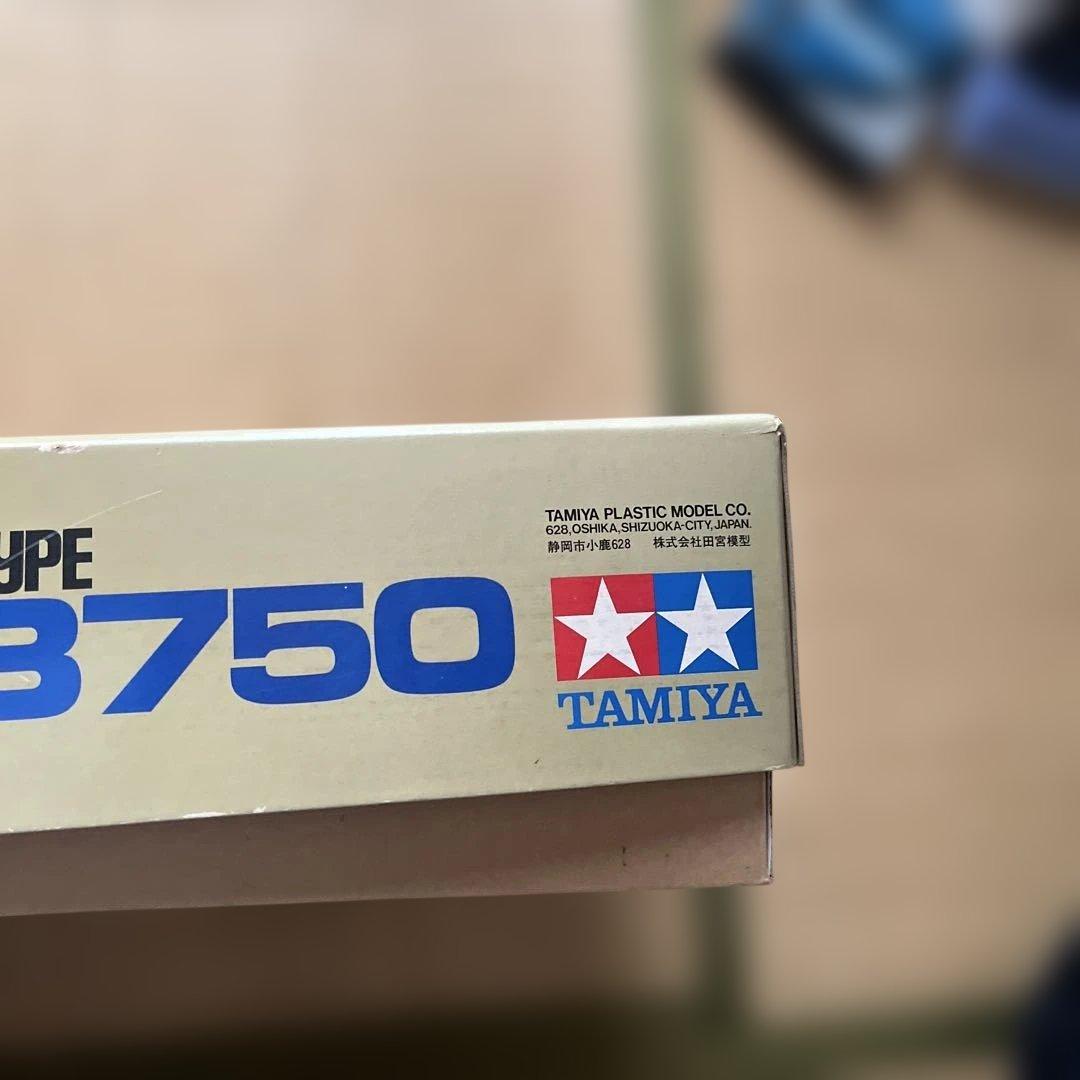 TAMIYA PLASTIC MODEL CO.
628, OSHIKA, SHIZUOKA-CITY, JAPAN.
静岡市小鹿628 株式会社田宮模型
YPE
B750
TAMIYA